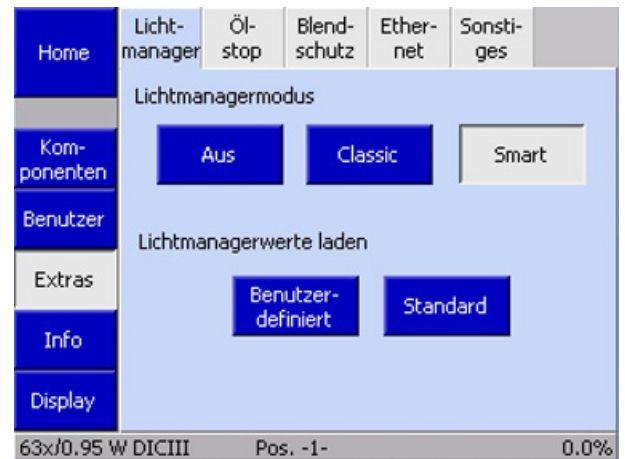 Home
Licht-
manager
Öl-
stop
Blend-
schutz
Ether-
net
Sonsti-
ges
Lichtmanagermodus
Aus
Classic
Smart
Kom-
ponenten
Benutzer
Lichtmanagerwerte laden
Extras
Benutzer-
definiert
Standard
Info
Display
63x/0.95 W DICIII Pos. -1- 0.0%